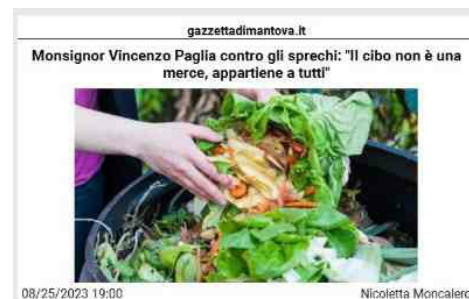 gazzettadimantova.it
Monsignor Vincenzo Paglia contro gli sprechi: "Il cibo non è una
merce, appartiene a tutti"
08/25/2023 19:00
Nicoletta Moncalero